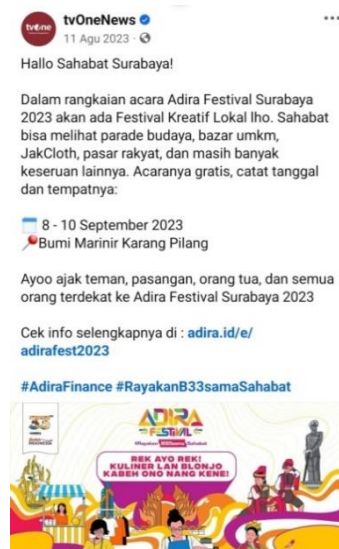 tvOne
tvOneNews
11 Agu 2023 ·
Hallo Sahabat Surabaya!
Dalam rangkaian acara Adira Festival Surabaya
2023 akan ada Festival Kreatif Lokal lho. Sahabat
bisa melihat parade budaya, bazar umkm,
JakCloth, pasar rakyat, dan masih banyak
keseruan lainnya. Acaranya gratis, catat tanggal
dan tempatnya:
8 - 10 September 2023
Bumi Marinir Karang Pilang
Ayoo ajak teman, pasangan, orang tua, dan semua
orang terdekat ke Adira Festival Surabaya 2023
Cek info selengkapnya di : adira.id/e/
adirafest2023
#AdiraFinance #RayakanB33samaSahabat
ADIRA
FESTIVAL
#RayakanB33samaSahabat
REK AYO REK!
KULINER LAN BLONJO
KABEH ONO NANG KENE!